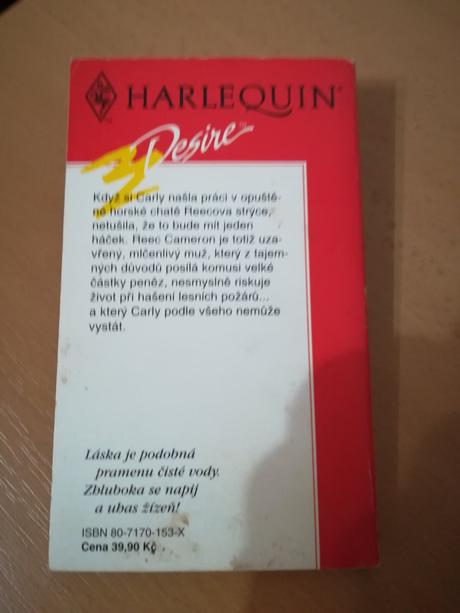 HARLEQUIN®
Desire™
Když si Carly našla práci v opuště-
né horské chatě Reecova strýce,
netušila, že to bude mít jeden
háček. Reec Cameron je totiž uza-
vřený, mlčenlivý muž, který z tajem-
ných důvodů posílá komusi velké
částky peněz, nesmyslně riskuje
život při hašení lesních požárů...
a který Carly podle všeho nemůže
vystát.
Láska je podobná
pramenu čisté vody.
Zhluboka se napij
a uhas žízeň!
ISBN 80-7170-153-X
Cena 39,90 Kč